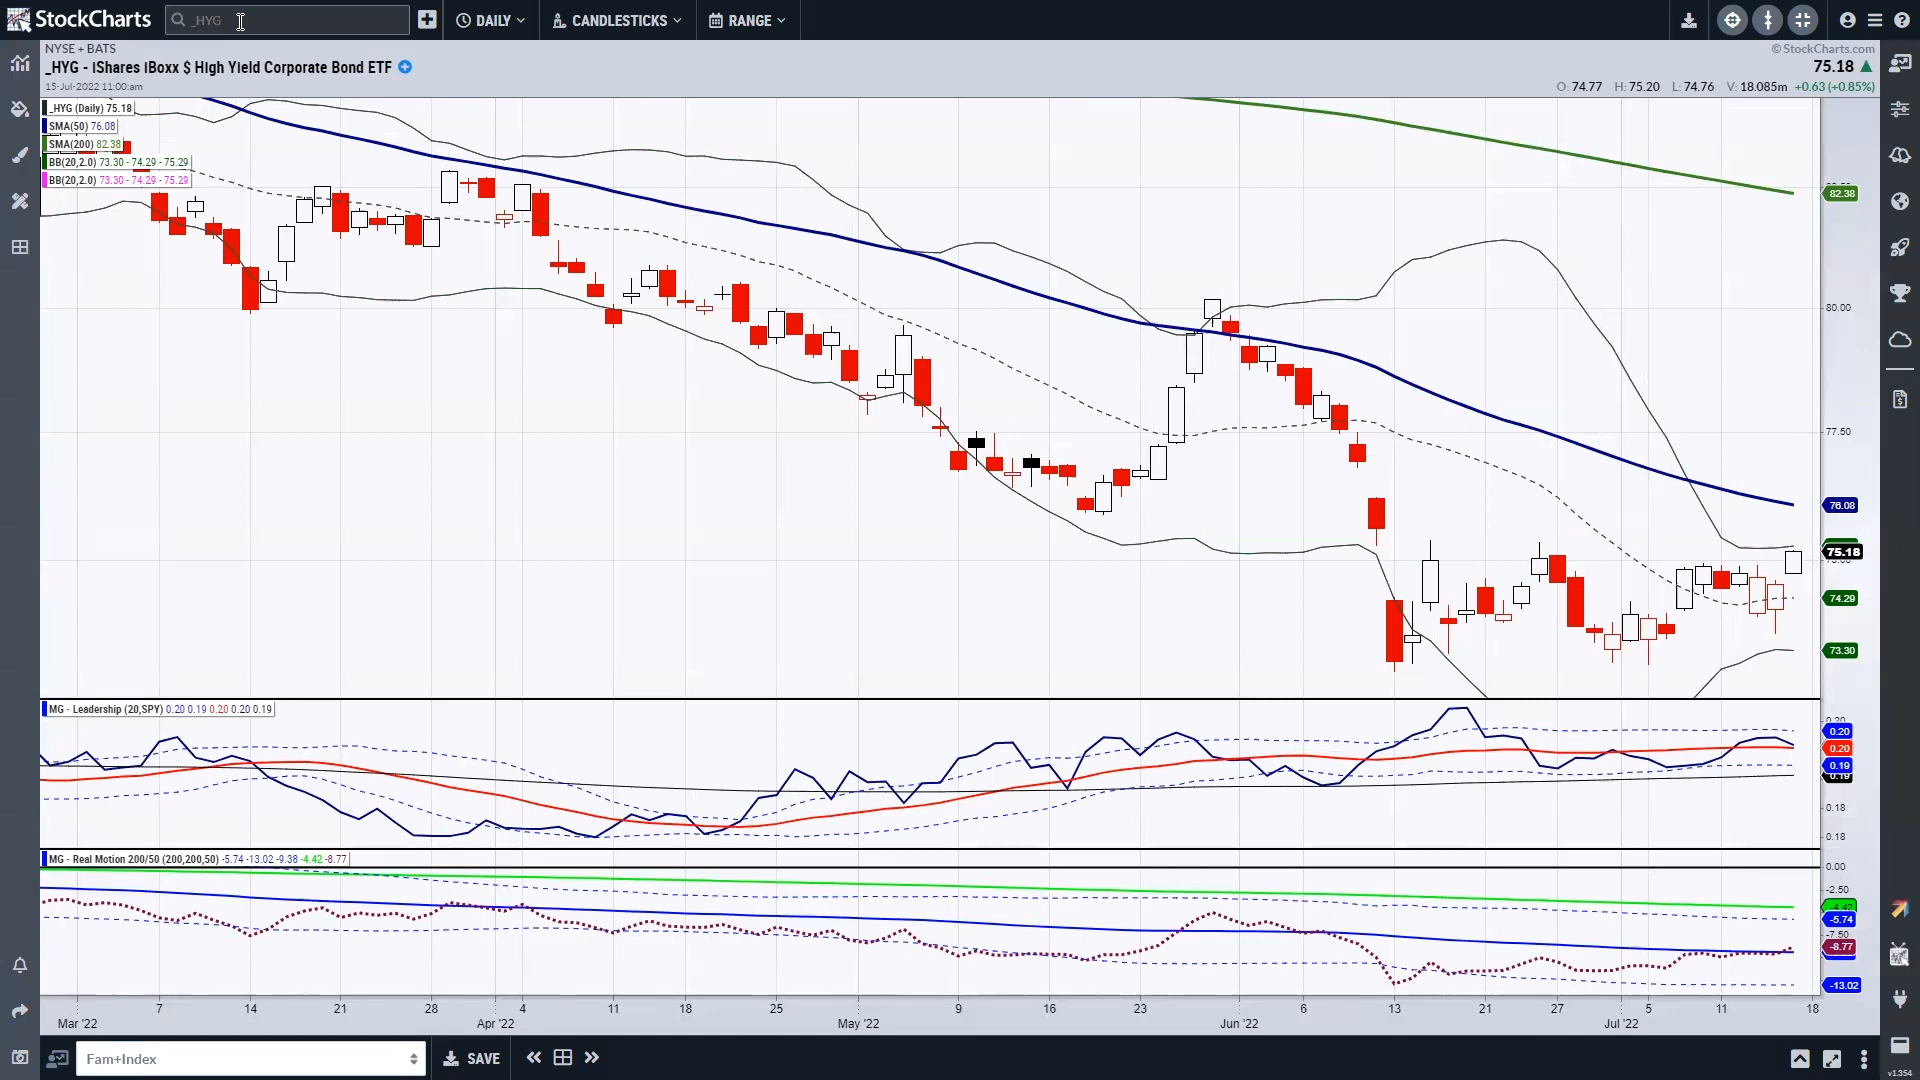 StockCharts
_HYG
DAILY
CANDLESTICKS
RANGE
NYSE + BATS
© StockCharts.com
_HYG - iShares iBoxx $ High Yield Corporate Bond ETF
75.18
15-Jul-2022 11:00am
O: 74.77 H: 75.20 L: 74.76 V: 18.085m +0.63 (+0.85%)
_HYG (Daily) 75.18
SMA(50) 76.08
SMA(200) 82.38
BB(20,2.0) 73.30 - 74.29 - 75.29
BB(20,2.0) 73.30 - 74.29 - 75.29
82.38
80.00
77.50
76.08
75.18
74.29
73.30
MG - Leadership (20,SPY) 0.20 0.19 0.20 0.20 0.19
0.20
0.20
0.20
0.19
0.19
0.18
0.18
MG - Real Motion 200/50 (200,200,50) -5.74 -13.02 -9.38 -4.42 -8.77
0.00
-2.50
-4.42
-5.74
-7.50
-8.77
-13.02
7 14 21 28 4 11 18 25 9 16 23 6 13 21 27 5 11 18
Mar '22 Apr '22 May '22 Jun '22 Jul '22
Fam+Index
SAVE
v1.354